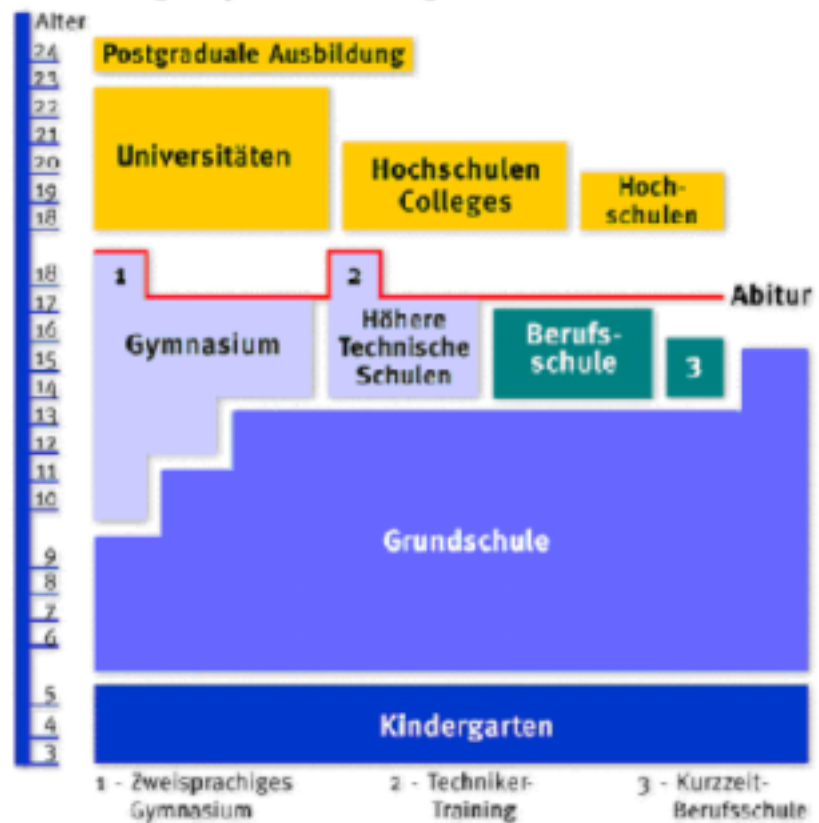 Alter
24
Postgraduale Ausbildung
23
22
21
20
19
18
Universitäten
Hochschulen
Colleges
Hoch-
schulen
18
17
16
15
14
13
12
11
10
9
8
7
6
5
4
3
1
2
Abitur
Gymnasium
Höhere
Technische
Schulen
Berufs-
schule
3
Grundschule
Kindergarten
1 - Zweisprachiges
Gymnasium
2 - Techniker-
Training
3 - Kurzzeit-
Berufsschule